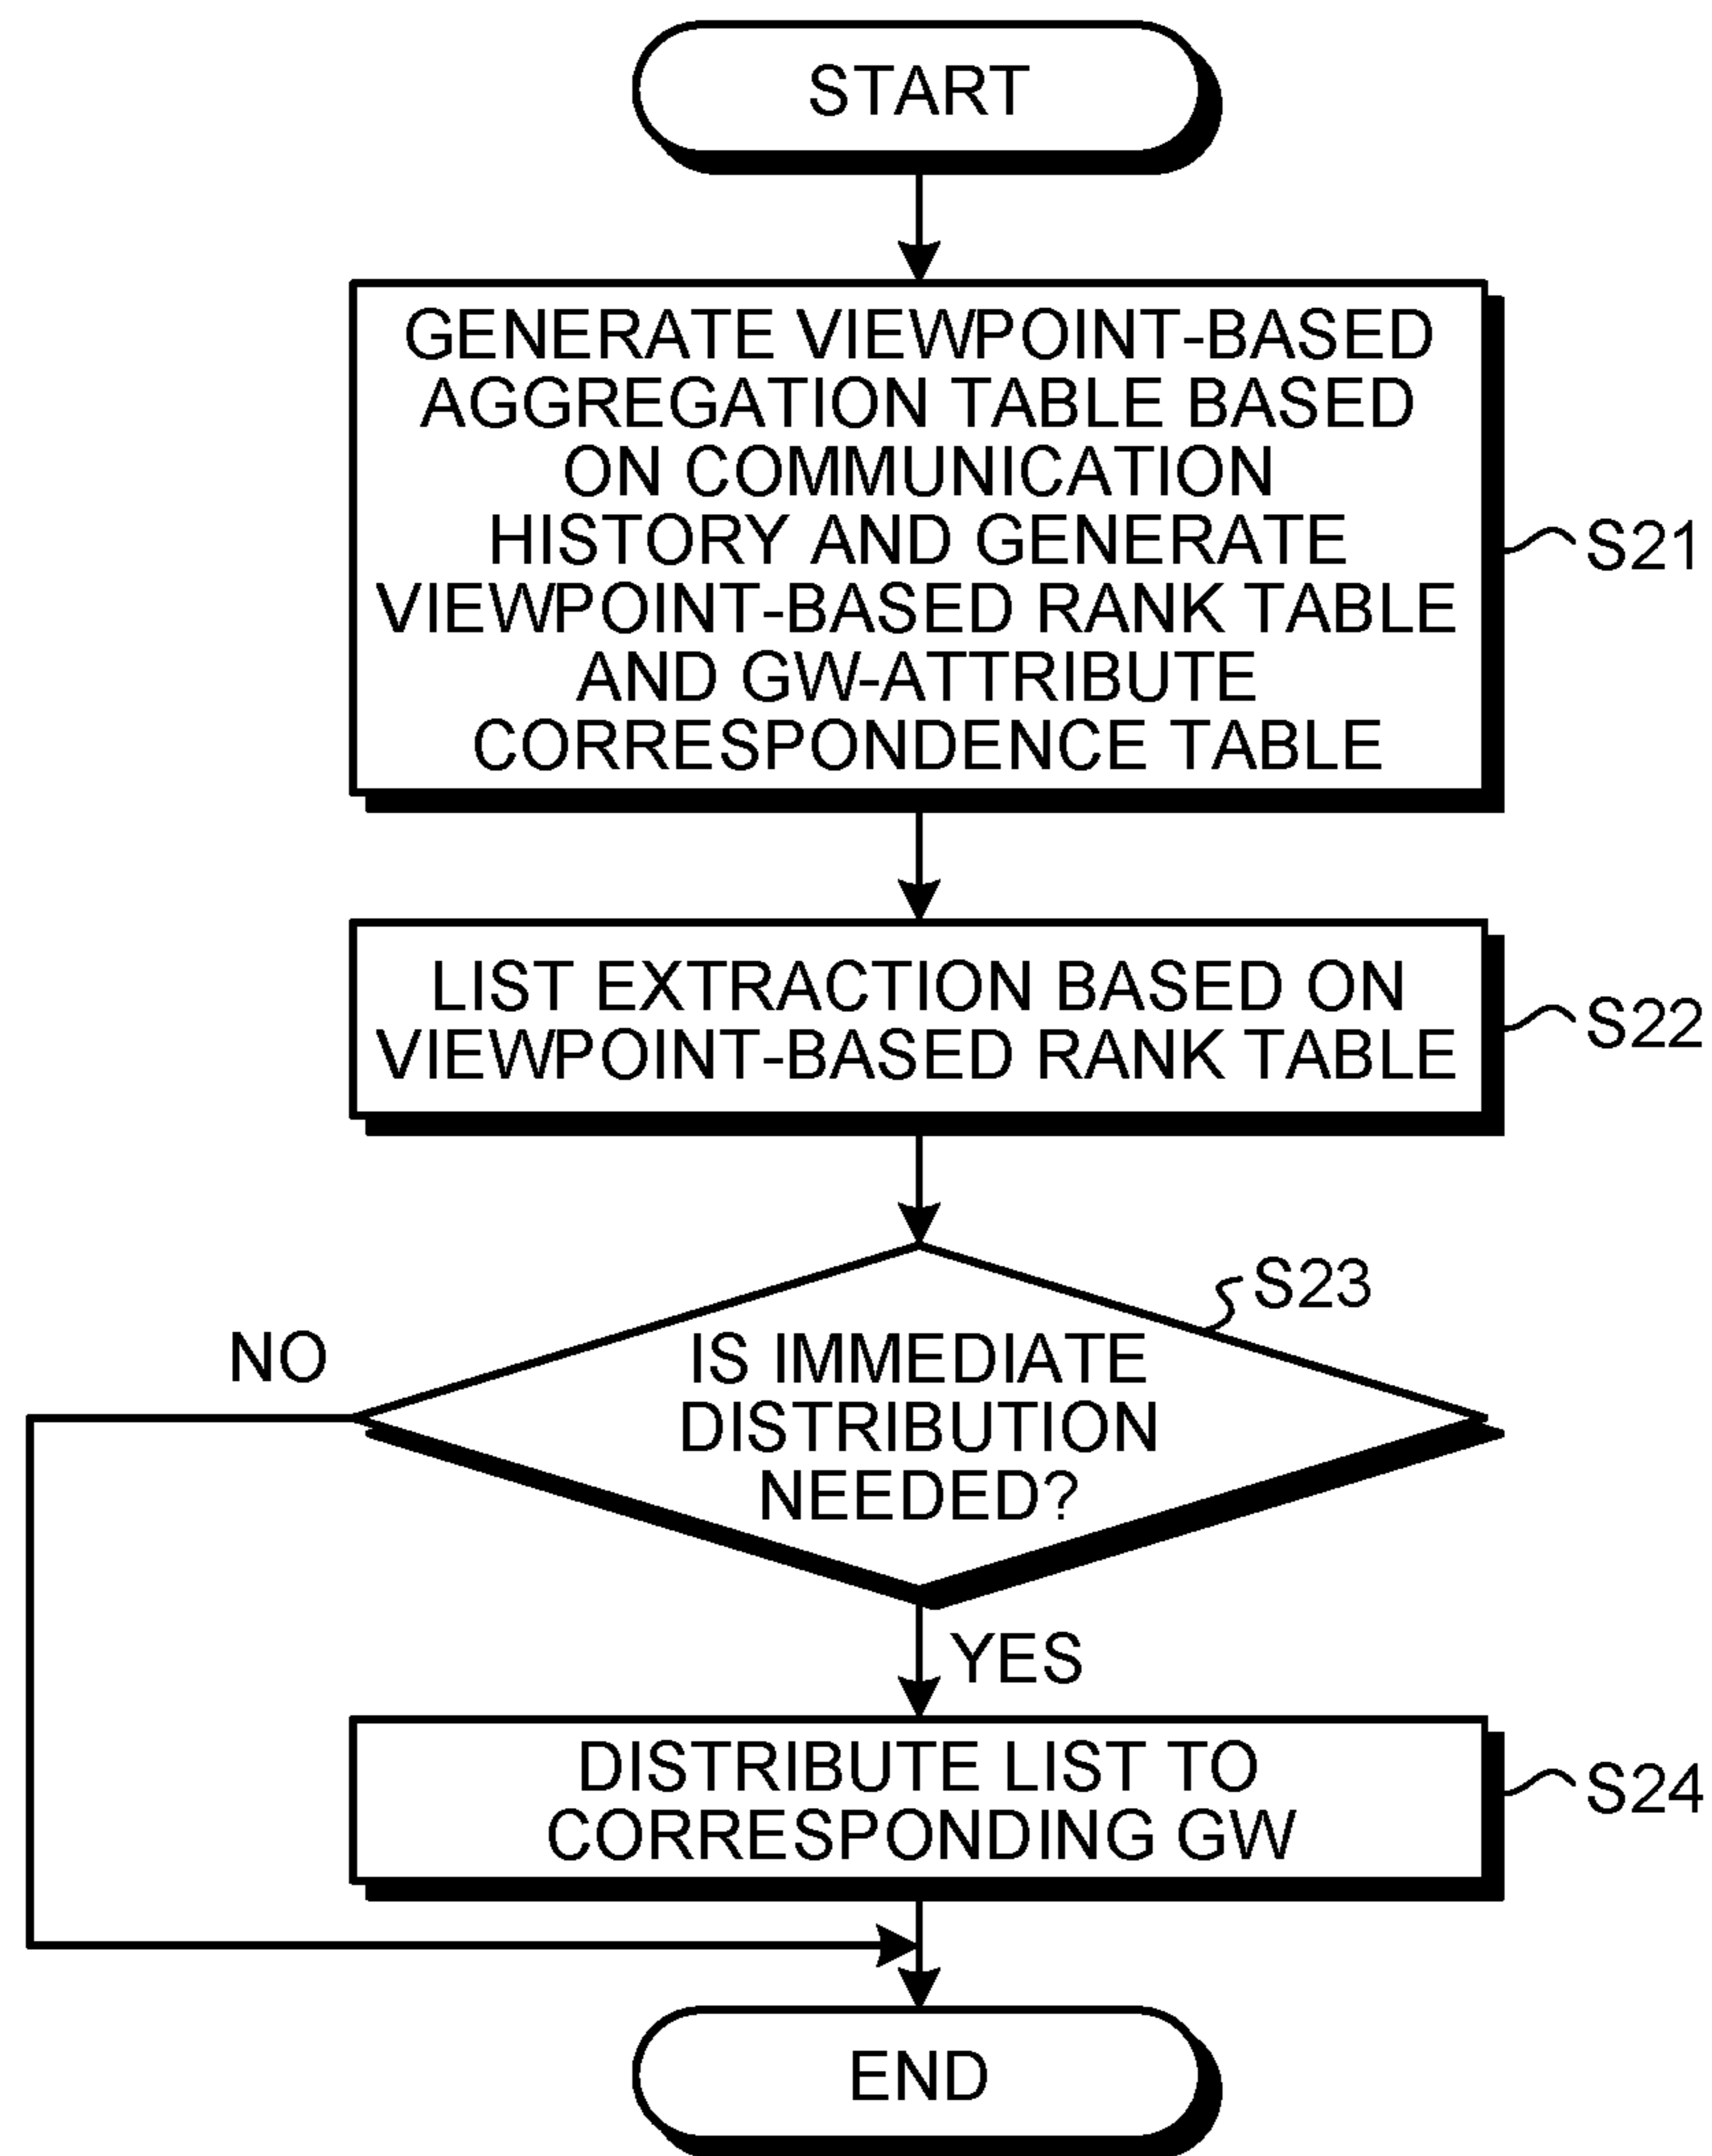 START
GENERATE VIEWPOINT-BASED
AGGREGATION TABLE BASED
ON COMMUNICATION
HISTORY AND GENERATE
VIEWPOINT-BASED RANK TABLE
AND GW-ATTRIBUTE
CORRESPONDENCE TABLE
S21
LIST EXTRACTION BASED ON
VIEWPOINT-BASED RANK TABLE
S22
S23
NO
IS IMMEDIATE
DISTRIBUTION
NEEDED?
YES
DISTRIBUTE LIST TO
CORRESPONDING GW
S24
END